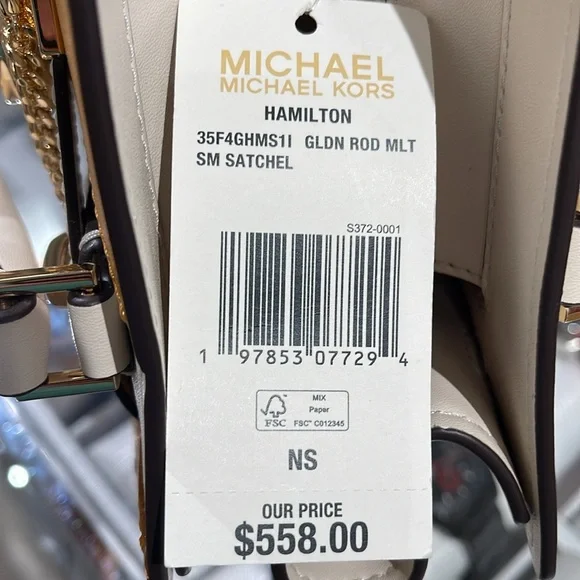 MICHAEL
MICHAEL KORS
HAMILTON
35F4GHMS1I GLDN ROD MLT
SM SATCHEL
S372-0001
1 97853 07729 4
FSC
MIX
Paper
FSC® C012345
NS
OUR PRICE
$558.00